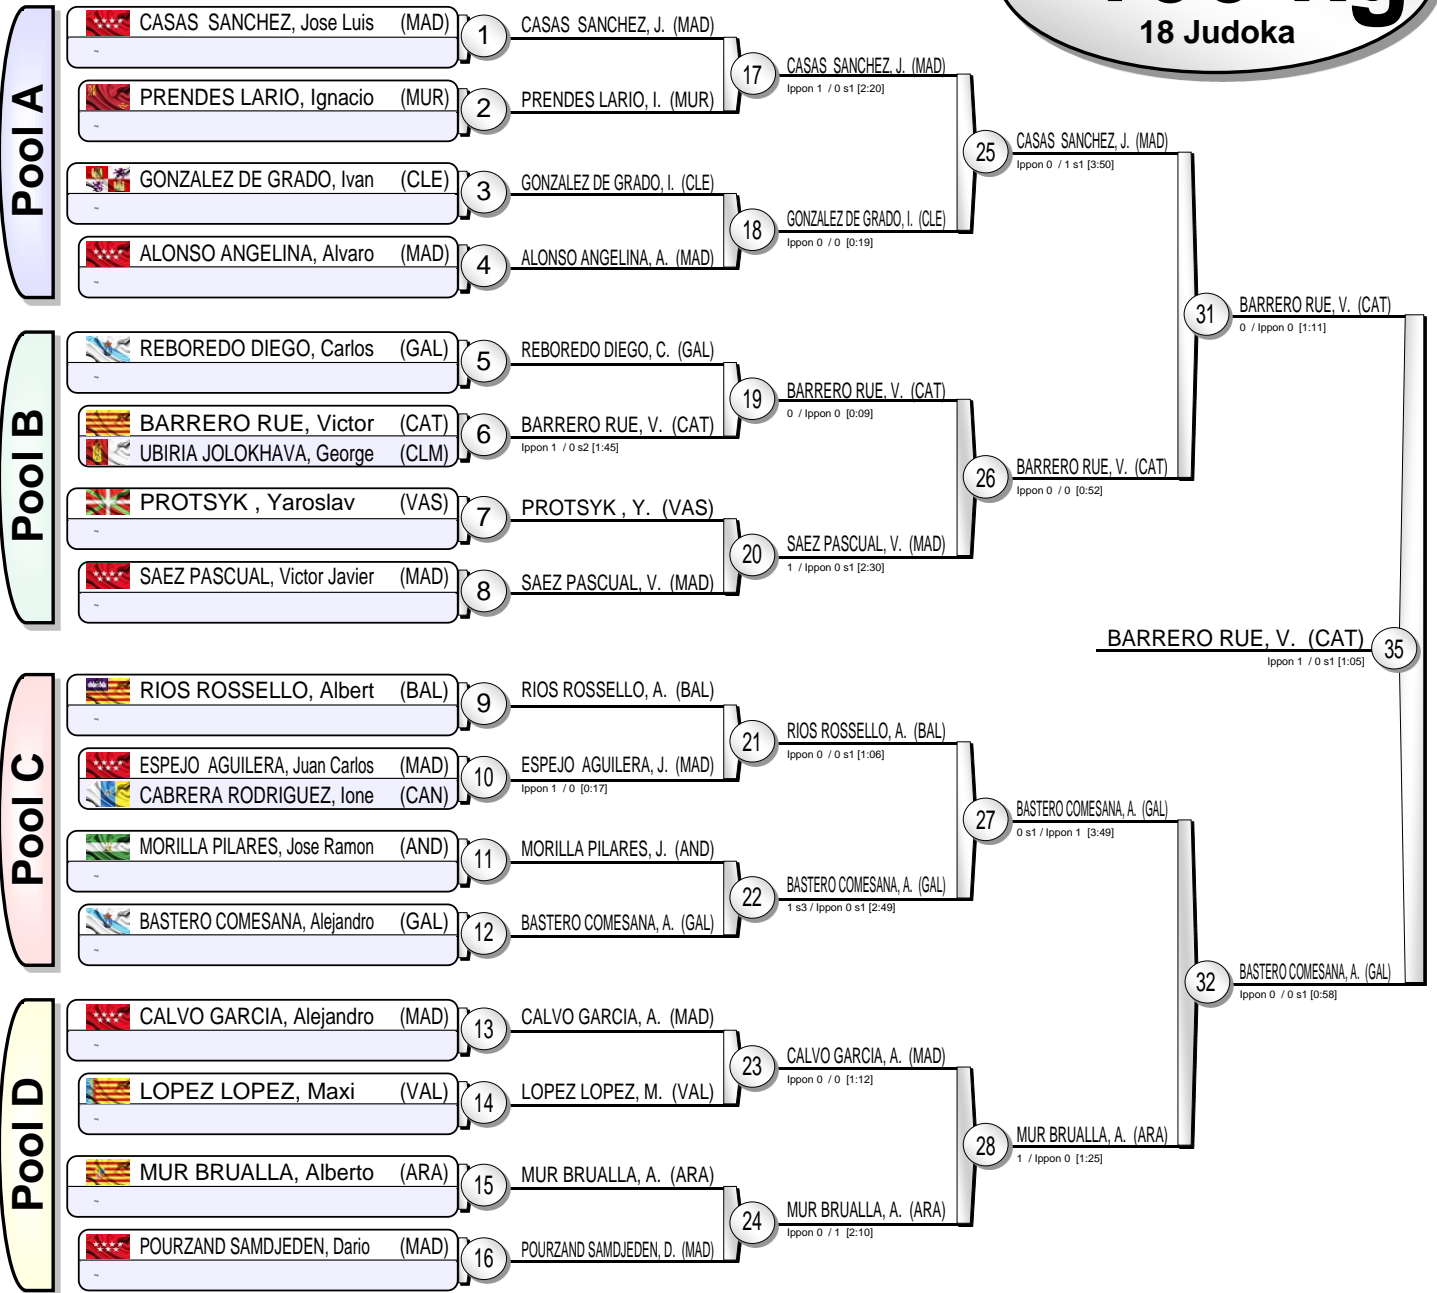 18 Judoka
Pool A
CASAS  SANCHEZ, Jose Luis (MAD)
~
1
PRENDES LARIO, Ignacio (MUR)
~
2
GONZALEZ DE GRADO, Ivan (CLE)
~
3
ALONSO ANGELINA, Alvaro (MAD)
~
4
CASAS  SANCHEZ, J. (MAD)
PRENDES LARIO, I. (MUR)
17
GONZALEZ DE GRADO, I. (CLE)
ALONSO ANGELINA, A. (MAD)
18
CASAS  SANCHEZ, J. (MAD)
Ippon 1 / 0 s1 [2:20]
GONZALEZ DE GRADO, I. (CLE)
Ippon 0 / 0 [0:19]
25
CASAS  SANCHEZ, J. (MAD)
Ippon 0 / 1 s1 [3:50]
Pool B
REBOREDO DIEGO, Carlos (GAL)
~
5
BARRERO RUE, Victor (CAT)
UBIRIA JOLOKHAVA, George (CLM)
6
PROTSYK , Yaroslav (VAS)
~
7
SAEZ PASCUAL, Victor Javier (MAD)
~
8
REBOREDO DIEGO, C. (GAL)
BARRERO RUE, V. (CAT)
Ippon 1 / 0 s2 [1:45]
19
PROTSYK , Y. (VAS)
SAEZ PASCUAL, V. (MAD)
20
BARRERO RUE, V. (CAT)
0 / Ippon 0 [0:09]
SAEZ PASCUAL, V. (MAD)
1 / Ippon 0 s1 [2:30]
26
BARRERO RUE, V. (CAT)
Ippon 0 / 0 [0:52]
31
BARRERO RUE, V. (CAT)
0 / Ippon 0 [1:11]
BARRERO RUE, V. (CAT)
Ippon 1 / 0 s1 [1:05]
35
Pool C
RIOS ROSSELLO, Albert (BAL)
~
9
ESPEJO  AGUILERA, Juan Carlos (MAD)
CABRERA RODRIGUEZ, Ione (CAN)
10
MORILLA PILARES, Jose Ramon (AND)
~
11
BASTERO COMESANA, Alejandro (GAL)
~
12
RIOS ROSSELLO, A. (BAL)
ESPEJO  AGUILERA, J. (MAD)
Ippon 1 / 0 [0:17]
21
MORILLA PILARES, J. (AND)
BASTERO COMESANA, A. (GAL)
22
RIOS ROSSELLO, A. (BAL)
Ippon 0 / 0 s1 [1:06]
BASTERO COMESANA, A. (GAL)
1 s3 / Ippon 0 s1 [2:49]
27
BASTERO COMESANA, A. (GAL)
0 s1 / Ippon 1 [3:49]
Pool D
CALVO GARCIA, Alejandro (MAD)
~
13
LOPEZ LOPEZ, Maxi (VAL)
~
14
MUR BRUALLA, Alberto (ARA)
~
15
POURZAND SAMDJEDEN, Dario (MAD)
~
16
CALVO GARCIA, A. (MAD)
LOPEZ LOPEZ, M. (VAL)
23
MUR BRUALLA, A. (ARA)
POURZAND SAMDJEDEN, D. (MAD)
24
CALVO GARCIA, A. (MAD)
Ippon 0 / 0 [1:12]
MUR BRUALLA, A. (ARA)
Ippon 0 / 1 [2:10]
28
MUR BRUALLA, A. (ARA)
1 / Ippon 0 [1:25]
32
BASTERO COMESANA, A. (GAL)
Ippon 0 / 0 s1 [0:58]